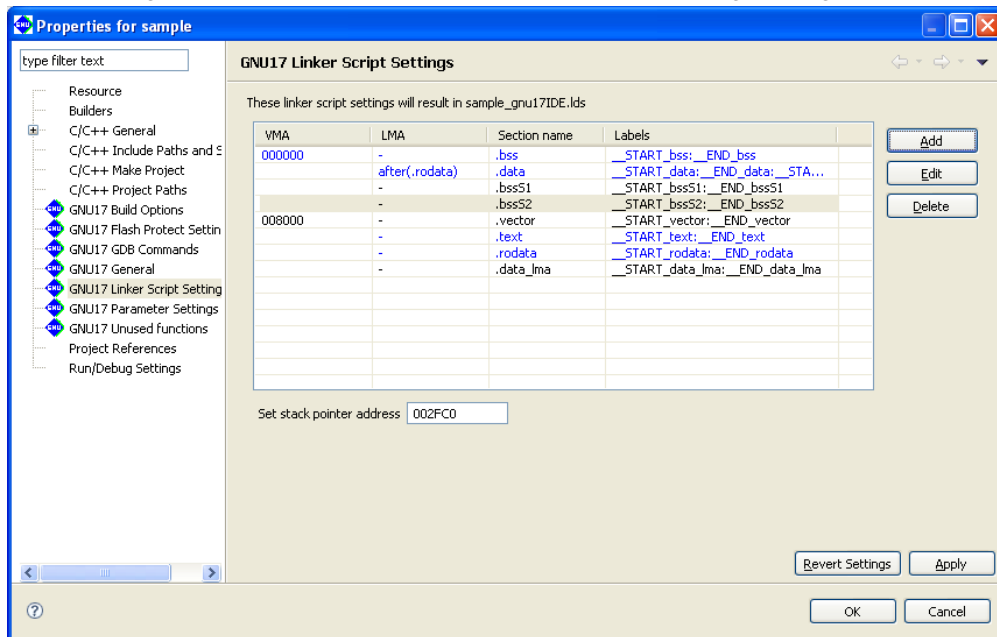 Properties for sample
type filter text
GNU17 Linker Script Settings
Resource
Builders
C/C++ General
C/C++ Include Paths and S
C/C++ Make Project
C/C++ Project Paths
GNU17 Build Options
GNU17 Flash Protect Settin
GNU17 GDB Commands
GNU17 General
GNU17 Linker Script Setting
GNU17 Parameter Settings
GNU17 Unused functions
Project References
Run/Debug Settings
These linker script settings will result in sample_gnu17IDE.lds
VMA LMA Section name Labels
000000 - .bss __START_bss:__END_bss
after(.rodata) .data __START_data:__END_data:__STA...
- .bssS1 __START_bssS1:__END_bssS1
- .bssS2 __START_bssS2:__END_bssS2
008000 - .vector __START_vector:__END_vector
- .text __START_text:__END_text
- .rodata __START_rodata:__END_rodata
- .data_lma __START_data_lma:__END_data_lma
Add
Edit
Delete
Set stack pointer address 002FC0
Revert Settings Apply
OK Cancel